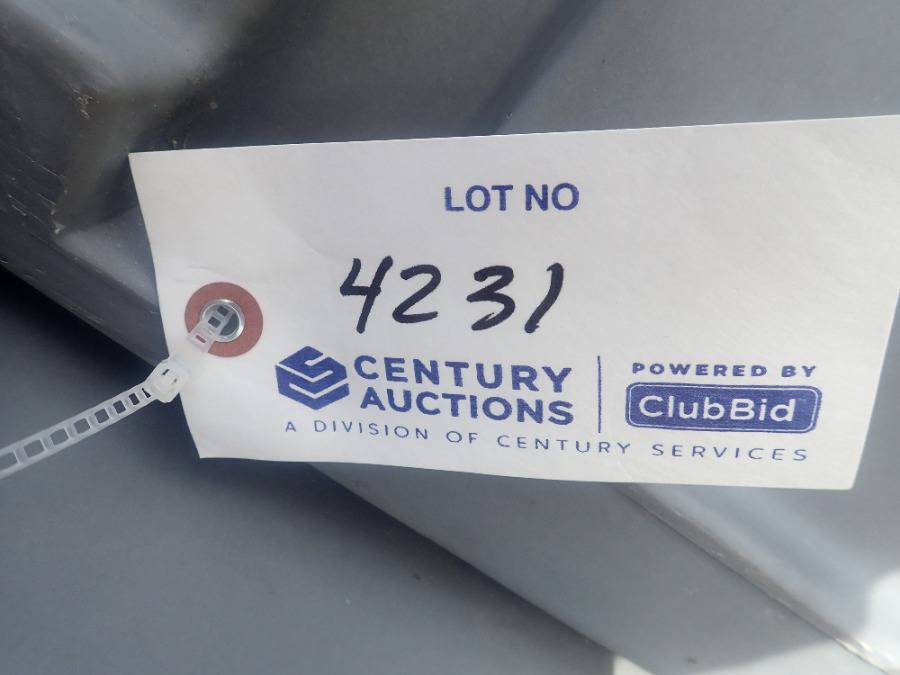 LOT NO
4231
CENTURY
AUCTIONS
POWERED BY
ClubBid
A DIVISION OF CENTURY SERVICES